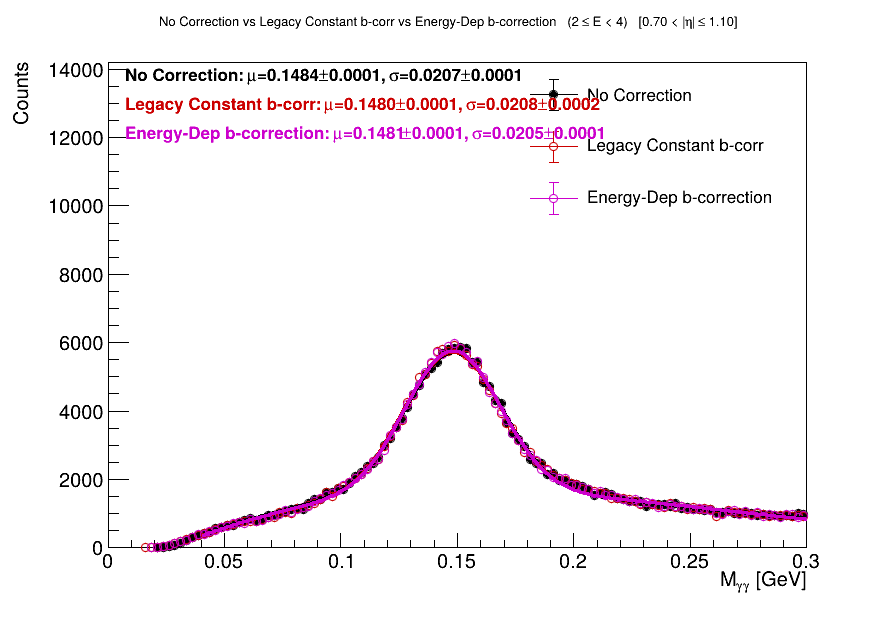 No Correction vs Legacy Constant b-corr vs Energy-Dep b-correction (2 ≤ E < 4) [0.70 < |η| ≤ 1.10]
Counts
14000
12000
10000
8000
6000
4000
2000
0
No Correction: μ=0.1484±0.0001, σ=0.0207±0.0001
Legacy Constant b-corr: μ=0.1480±0.0001, σ=0.0208±0.0002
Energy-Dep b-correction: μ=0.1481±0.0001, σ=0.0205±0.0001
No Correction
Legacy Constant b-corr
Energy-Dep b-correction
0 0.05 0.1 0.15 0.2 0.25 0.3
Mγγ [GeV]